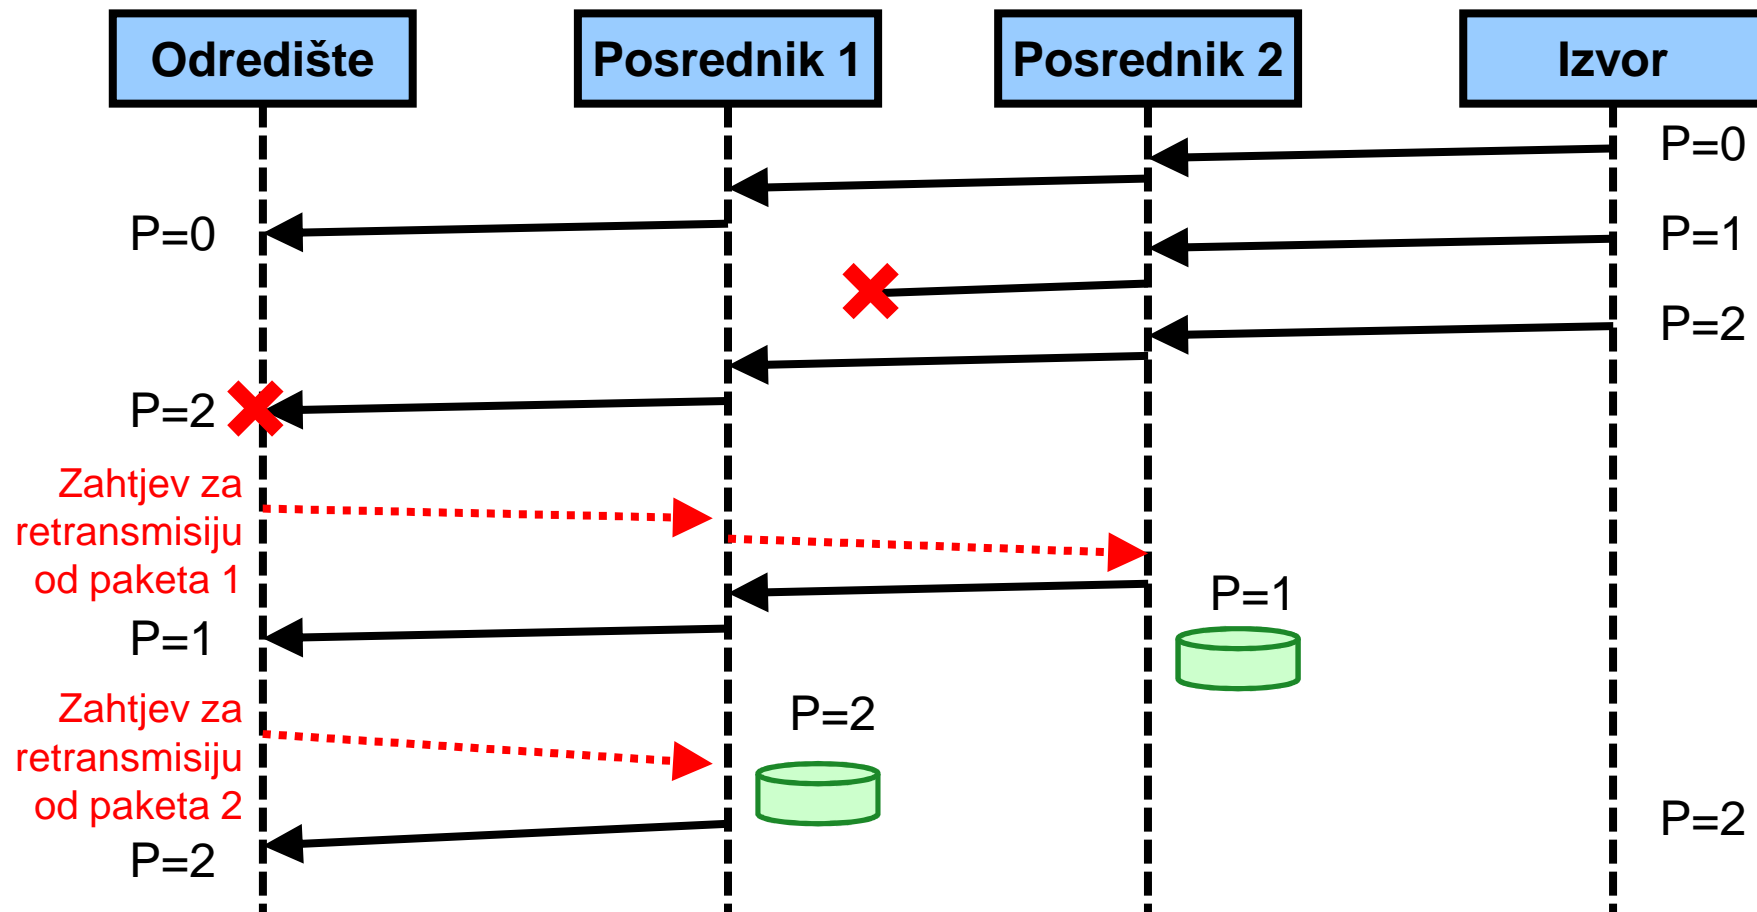 Odredište
Posrednik 1
Posrednik 2
Izvor
P=0
P=0
P=1
P=2
P=2
Zahtjev za
retransmisiju
od paketa 1
P=1
P=1
Zahtjev za
retransmisiju
od paketa 2
P=2
P=2
P=2